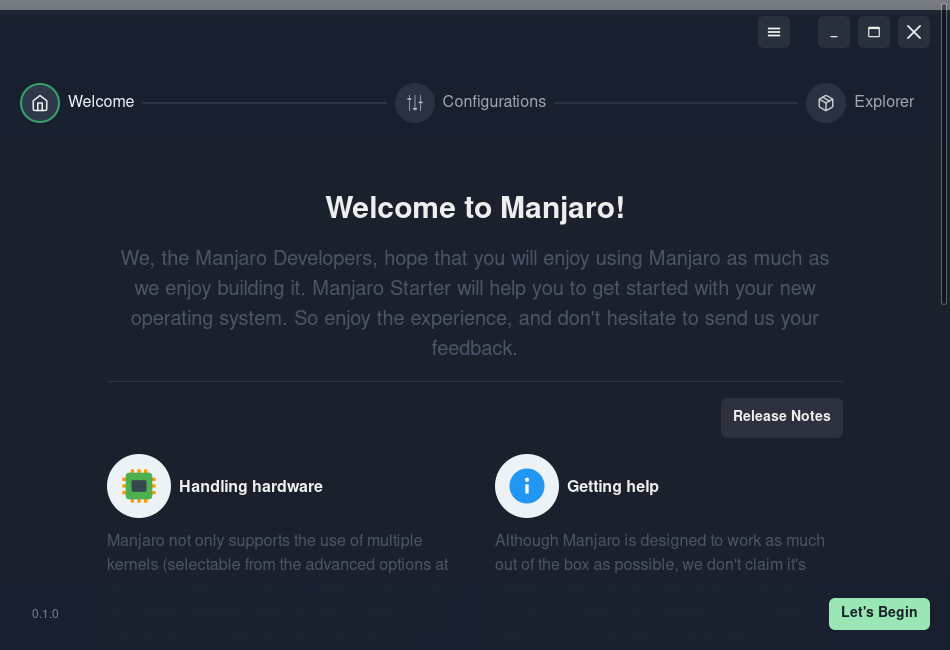 Welcome
Configurations
Explorer
Welcome to Manjaro!
We, the Manjaro Developers, hope that you will enjoy using Manjaro as much as
we enjoy building it. Manjaro Starter will help you to get started with your new
operating system. So enjoy the experience, and don't hesitate to send us your
feedback.
Release Notes
Handling hardware
Manjaro not only supports the use of multiple
kernels (selectable from the advanced options at
Getting help
Although Manjaro is designed to work as much
out of the box as possible, we don't claim it's
0.1.0
Let's Begin